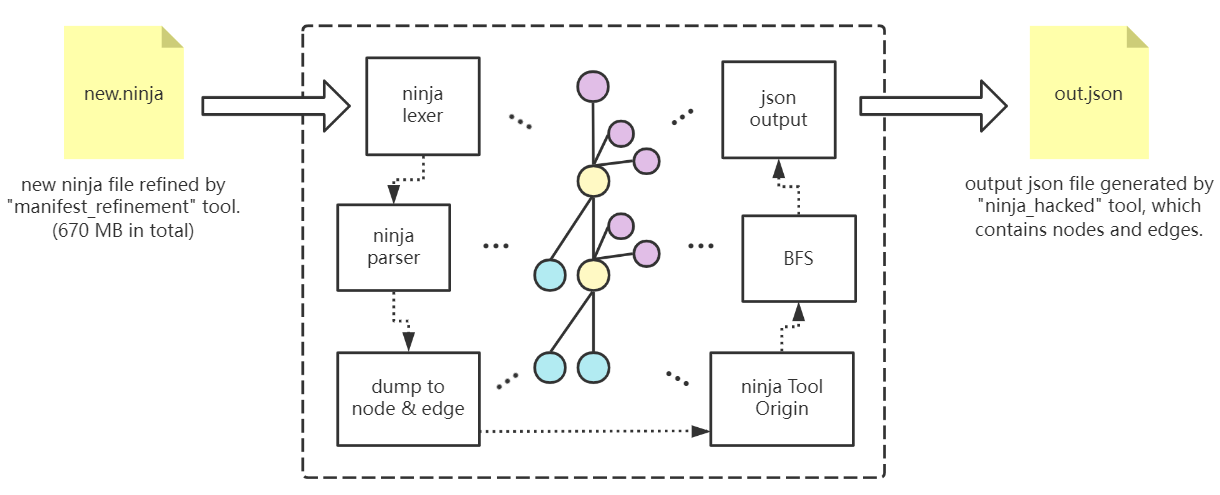 new.ninja
new ninja file refined by
"manifest_refinement" tool.
(670 MB in total)
ninja
lexer
ninja
parser
dump to
node & edge
ninja Tool
Origin
BFS
json
output
out.json
output json file generated by
"ninja_hacked" tool, which
contains nodes and edges.